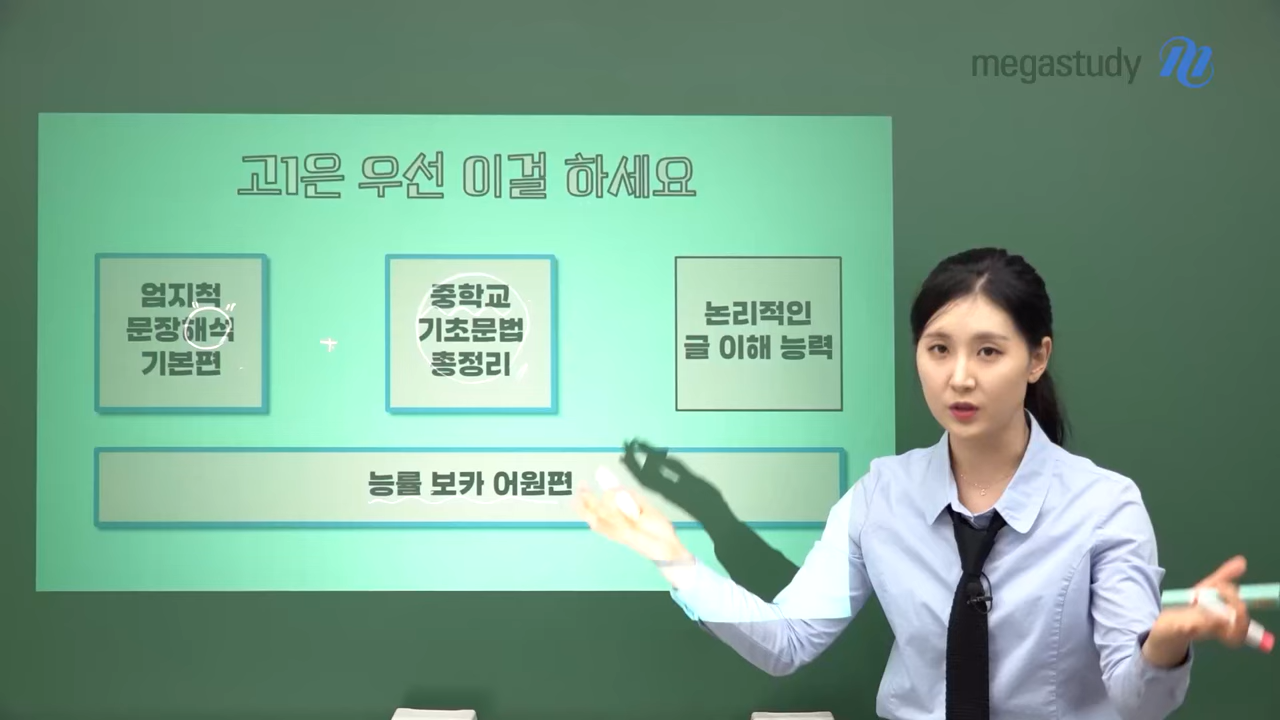 megastudy
고1은 우선 이걸 하세요
엄지척
문장해석
기본편
+
중학교
기초문법
총정리
논리적인
글 이해 능력
능률 보카 어원편